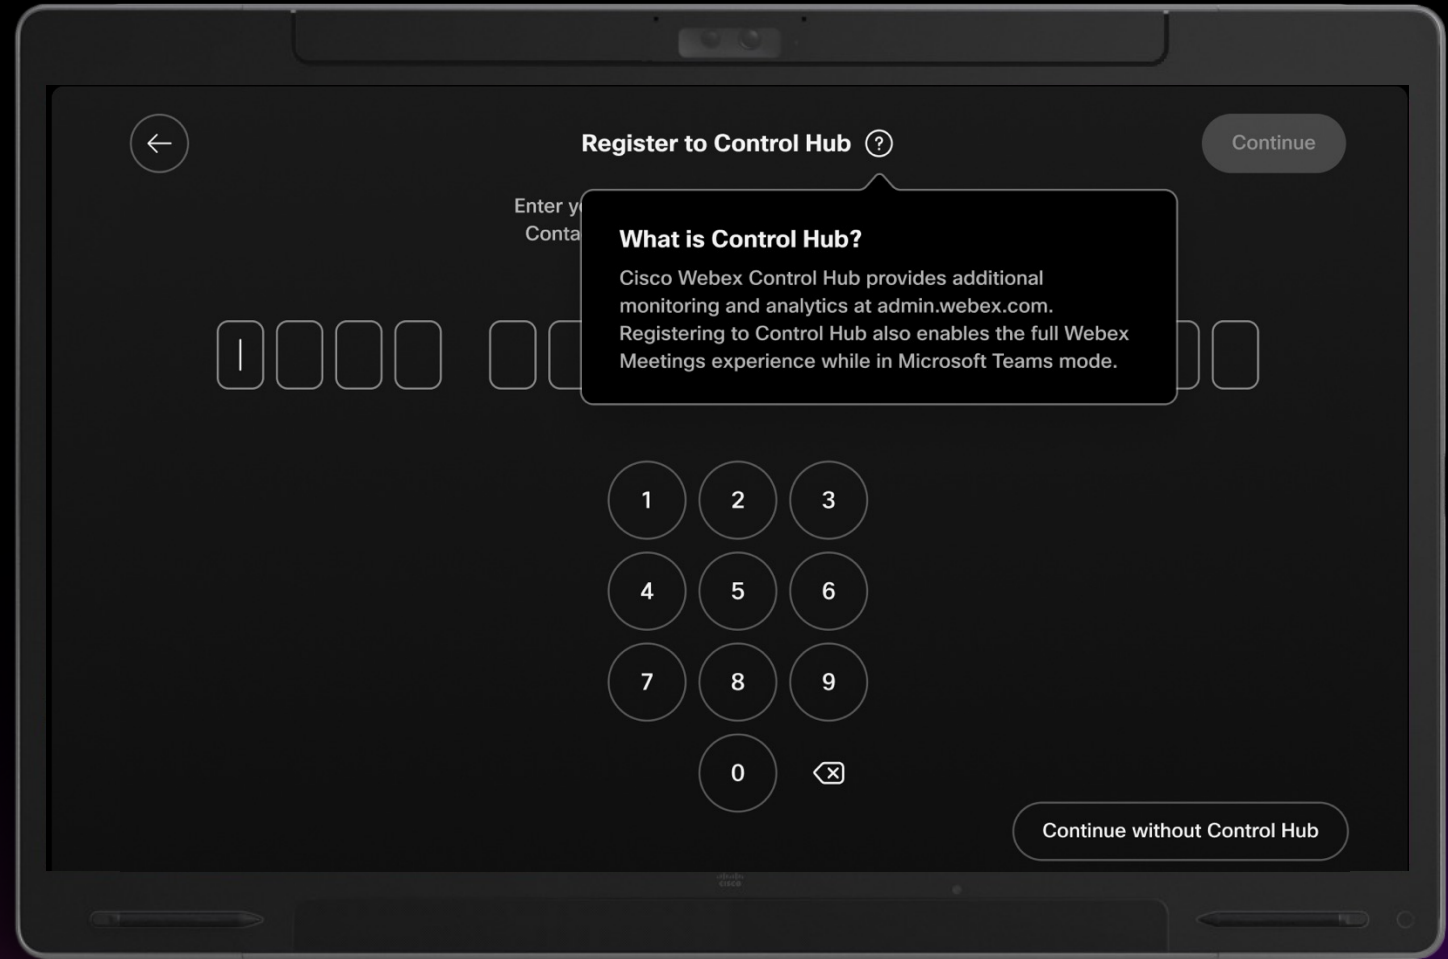 Register to Control Hub ?
Continue
Enter
Conta
What is Control Hub?
Cisco Webex Control Hub provides additional
monitoring and analytics at admin.webex.com.
Registering to Control Hub also enables the full Webex
Meetings experience while in Microsoft Teams mode.
1 2 3
4 5 6
7 8 9
0
Continue without Control Hub
CISCO